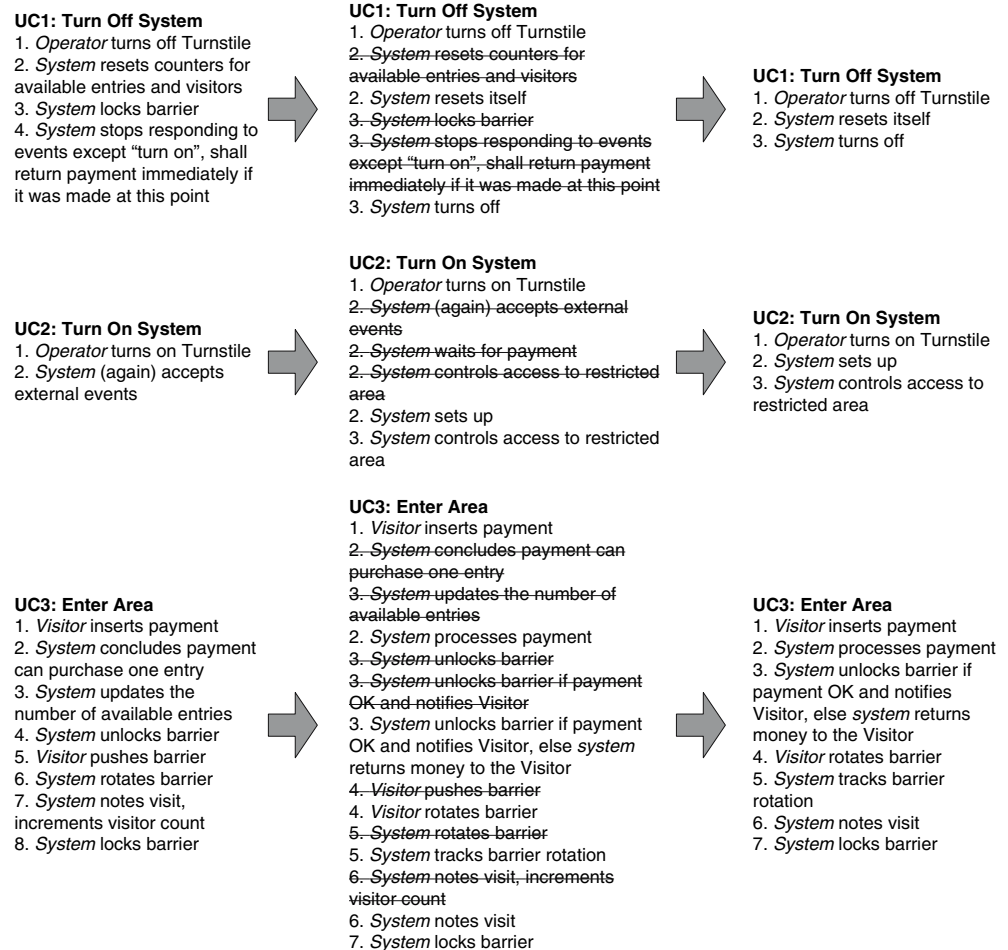 UC1: Turn Off System
1. Operator turns off Turnstile
2. System resets counters for
available entries and visitors
3. System locks barrier
4. System stops responding to
events except “turn on”, shall
return payment immediately if
it was made at this point
UC1: Turn Off System
1. Operator turns off Turnstile
2. System resets counters for
available entries and visitors
2. System resets itself
3. System locks barrier
3. System stops responding to events
except “turn on”, shall return payment
immediately if it was made at this point
3. System turns off
UC1: Turn Off System
1. Operator turns off Turnstile
2. System resets itself
3. System turns off
UC2: Turn On System
1. Operator turns on Turnstile
2. System (again) accepts
external events
UC2: Turn On System
1. Operator turns on Turnstile
2. System (again) accepts external
events
2. System waits for payment
2. System controls access to restricted
area
2. System sets up
3. System controls access to restricted
area
UC2: Turn On System
1. Operator turns on Turnstile
2. System sets up
3. System controls access to
restricted area
UC3: Enter Area
1. Visitor inserts payment
2. System concludes payment
can purchase one entry
3. System updates the
number of available entries
4. System unlocks barrier
5. Visitor pushes barrier
6. System rotates barrier
7. System notes visit,
increments visitor count
8. System locks barrier
UC3: Enter Area
1. Visitor inserts payment
2. System concludes payment can
purchase one entry
3. System updates the number of
available entries
2. System processes payment
3. System unlocks barrier
3. System unlocks barrier if payment
OK and notifies Visitor
3. System unlocks barrier if payment
OK and notifies Visitor, else system
returns money to the Visitor
4. Visitor pushes barrier
4. Visitor rotates barrier
5. System rotates barrier
5. System tracks barrier rotation
6. System notes visit, increments
visitor count
6. System notes visit
7. System locks barrier
UC3: Enter Area
1. Visitor inserts payment
2. System processes payment
3. System unlocks barrier if
payment OK and notifies
Visitor, else system returns
money to the Visitor
4. Visitor rotates barrier
5. System tracks barrier
rotation
6. System notes visit
7. System locks barrier